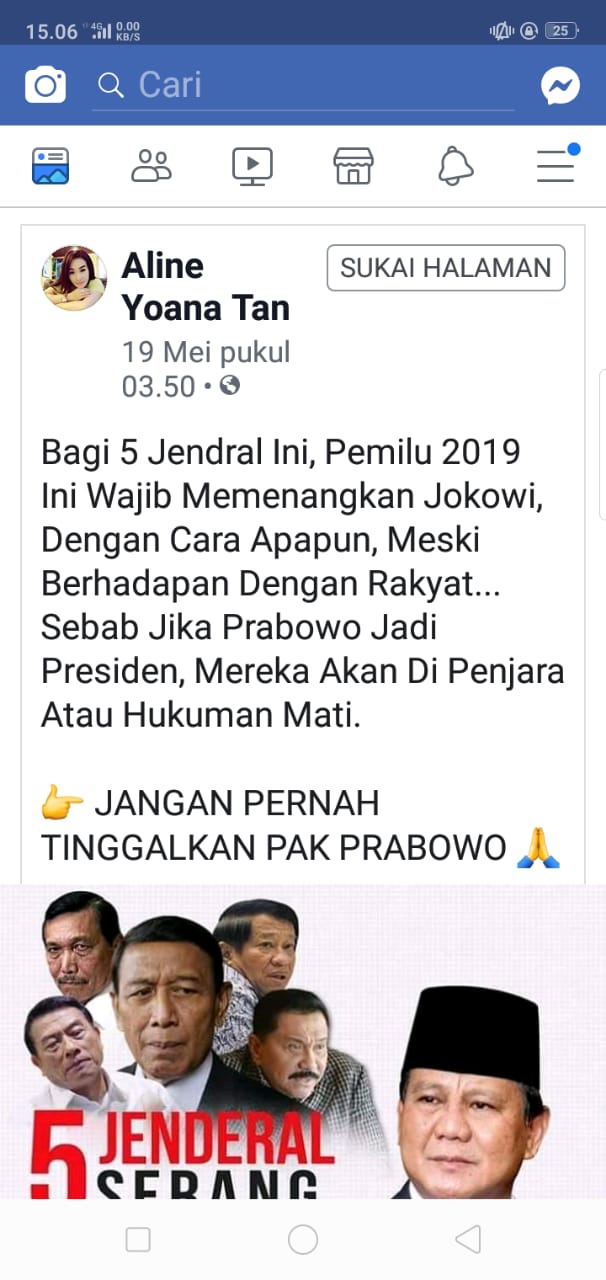 15.06 4G 0.00 KB/S 25
Cari
Aline
Yoana Tan
SUKAI HALAMAN
19 Mei pukul
03.50 •
Bagi 5 Jendral Ini, Pemilu 2019
Ini Wajib Memenangkan Jokowi,
Dengan Cara Apapun, Meski
Berhadapan Dengan Rakyat...
Sebab Jika Prabowo Jadi
Presiden, Mereka Akan Di Penjara
Atau Hukuman Mati.
👉 JANGAN PERNAH
TINGGALKAN PAK PRABOWO 🙏
5 JENDERAL
SERANG